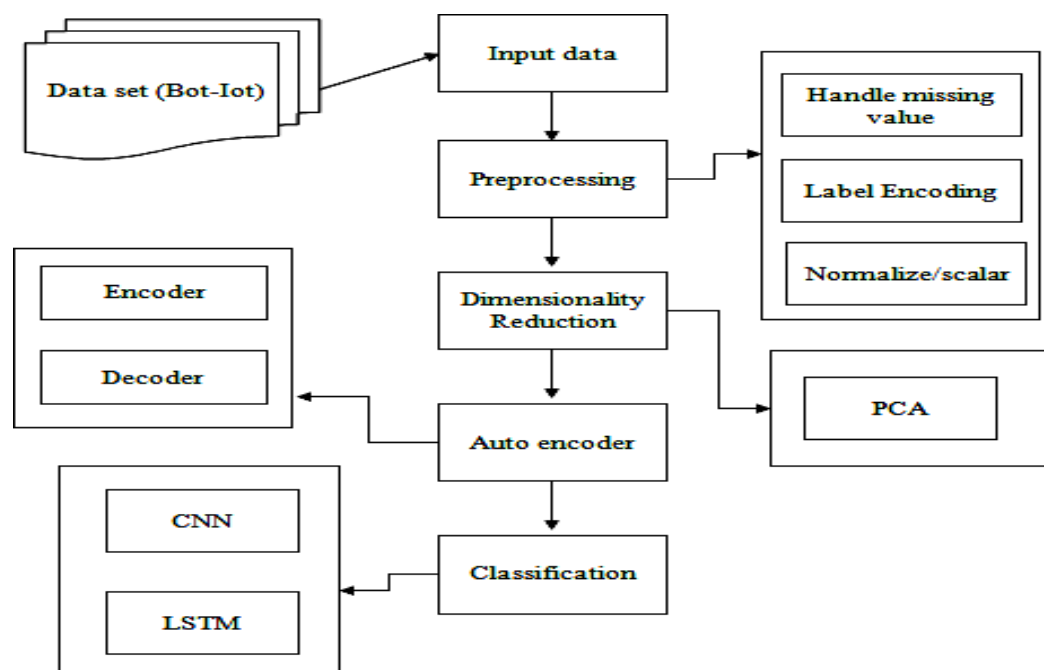 Data set (Bot-Iot)
Input data
Handle missing
value
Preprocessing
Label Encoding
Normalize/scalar
Encoder
Dimensionality
Reduction
Decoder
PCA
Auto encoder
CNN
Classification
LSTM